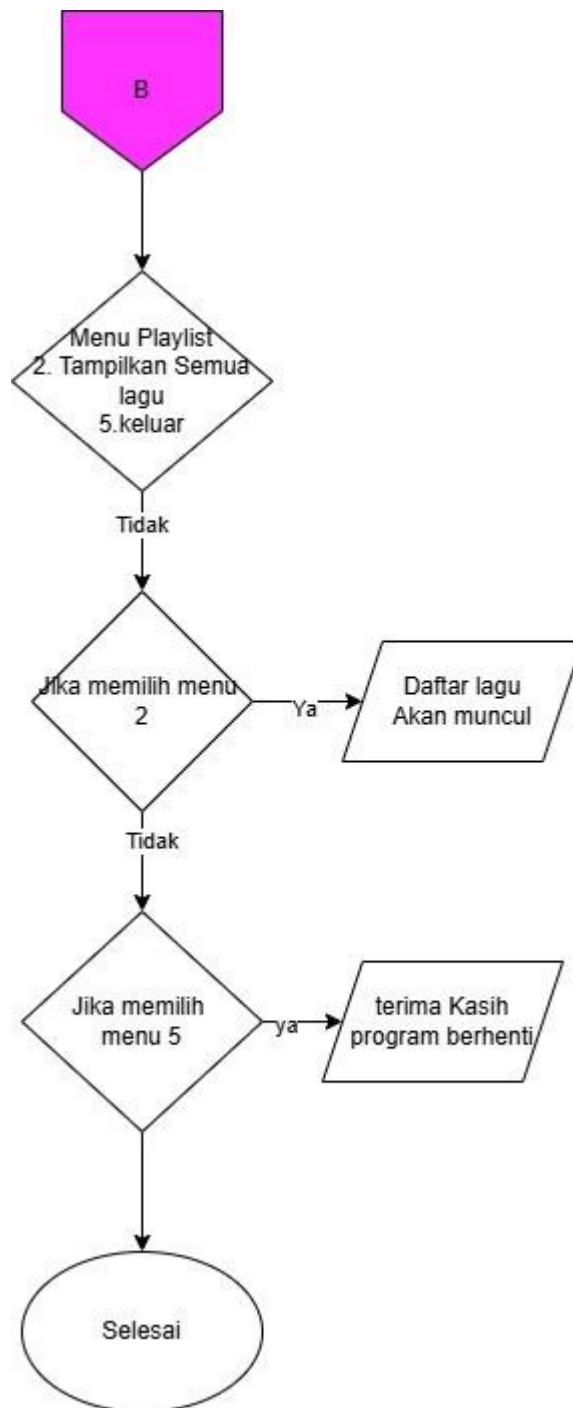 B
Menu Playlist
2. Tampilkan Semua
lagu
5.keluar
Tidak
Jika memilih menu
2
Ya
Daftar lagu
Akan muncul
Tidak
Jika memilih
menu 5
ya
terima Kasih
program berhenti
Selesai